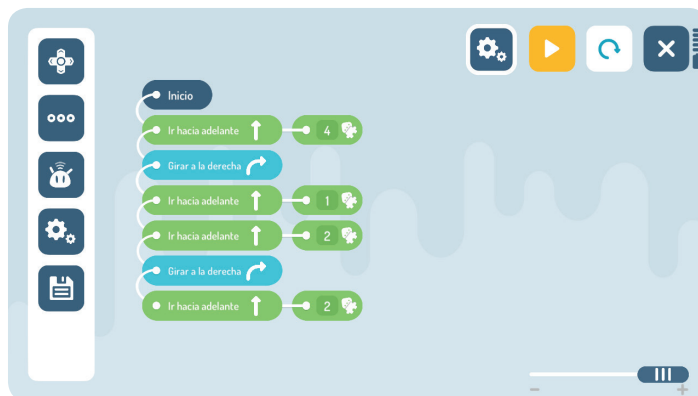 Inicio
Ir hacia adelante 4
Girar a la derecha
Ir hacia adelante 1
Ir hacia adelante 2
Girar a la derecha
Ir hacia adelante 2
- +